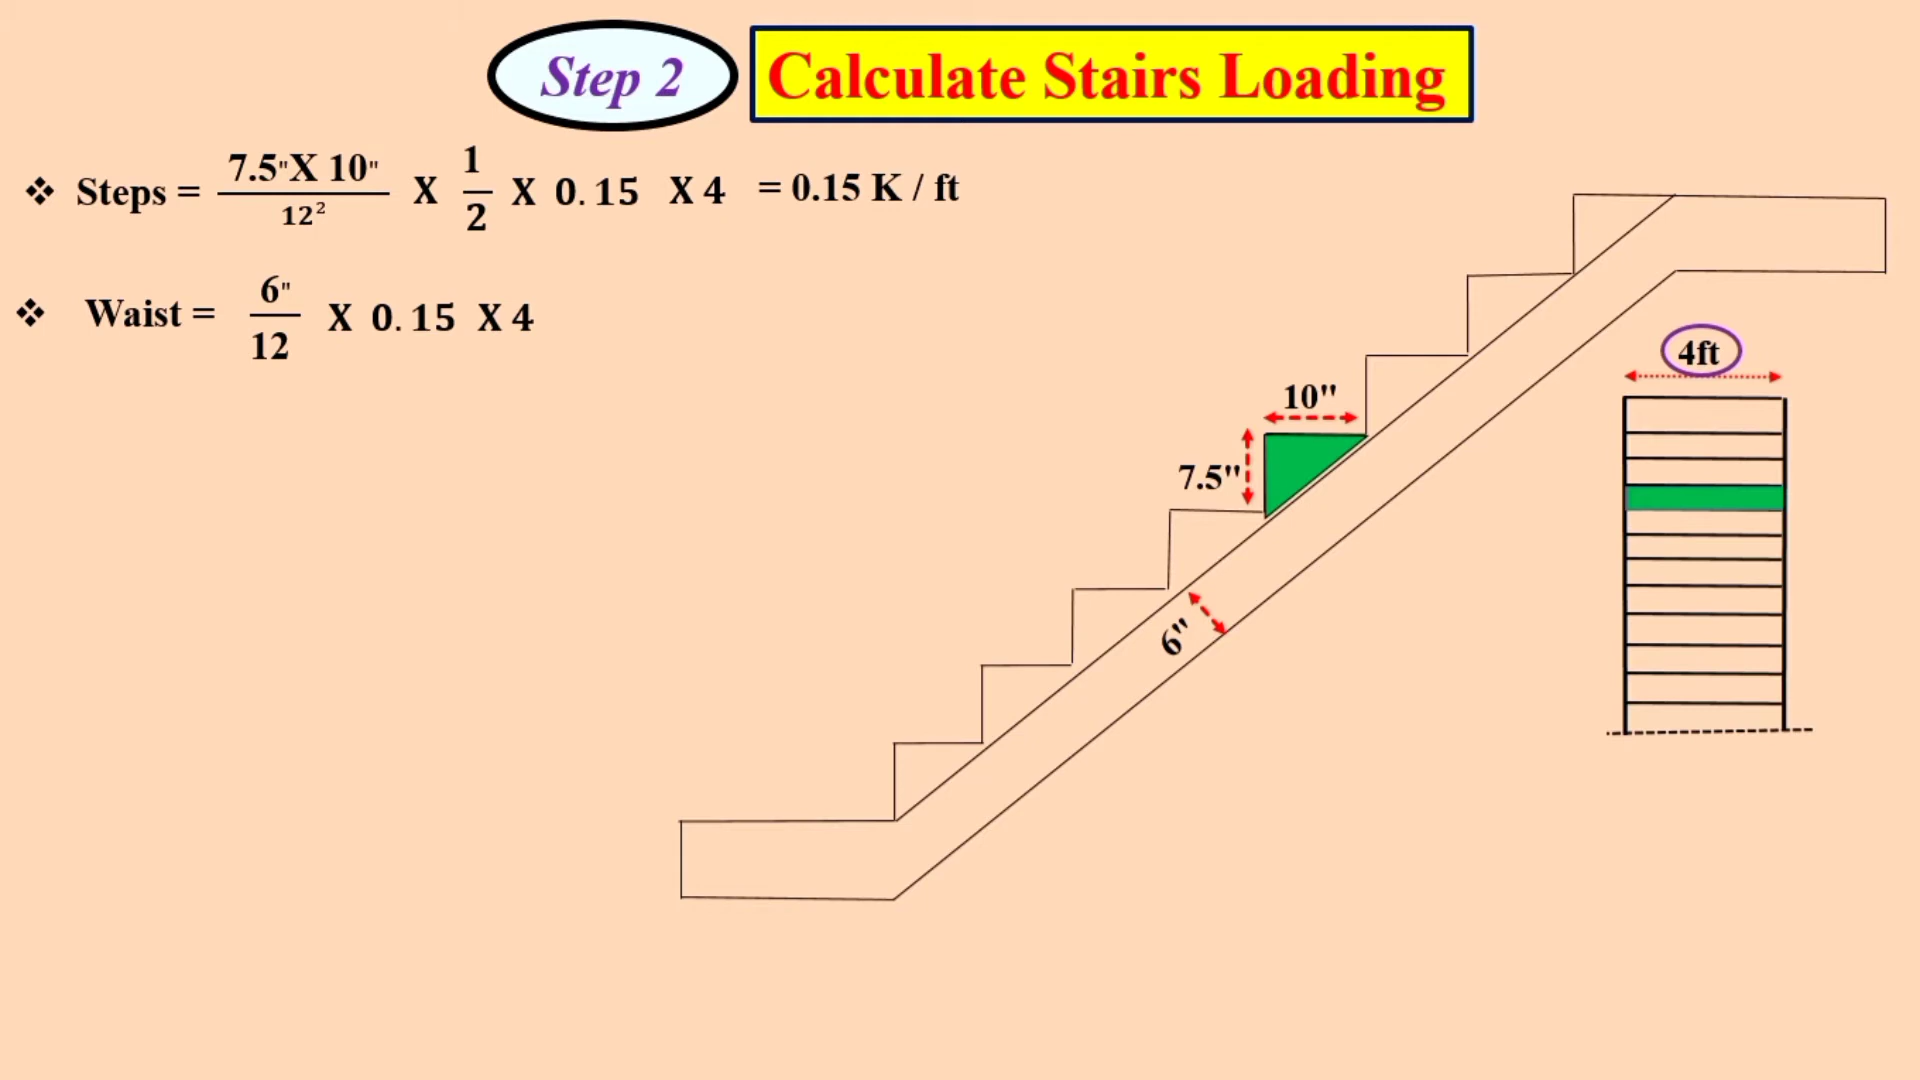 Step 2
Calculate Stairs Loading
❖ Steps = 7.5"X 10" / 12² X 1/2 X 0.15 X 4 = 0.15 K / ft
❖ Waist = 6" / 12 X 0.15 X 4
4ft
10"
7.5"
6"